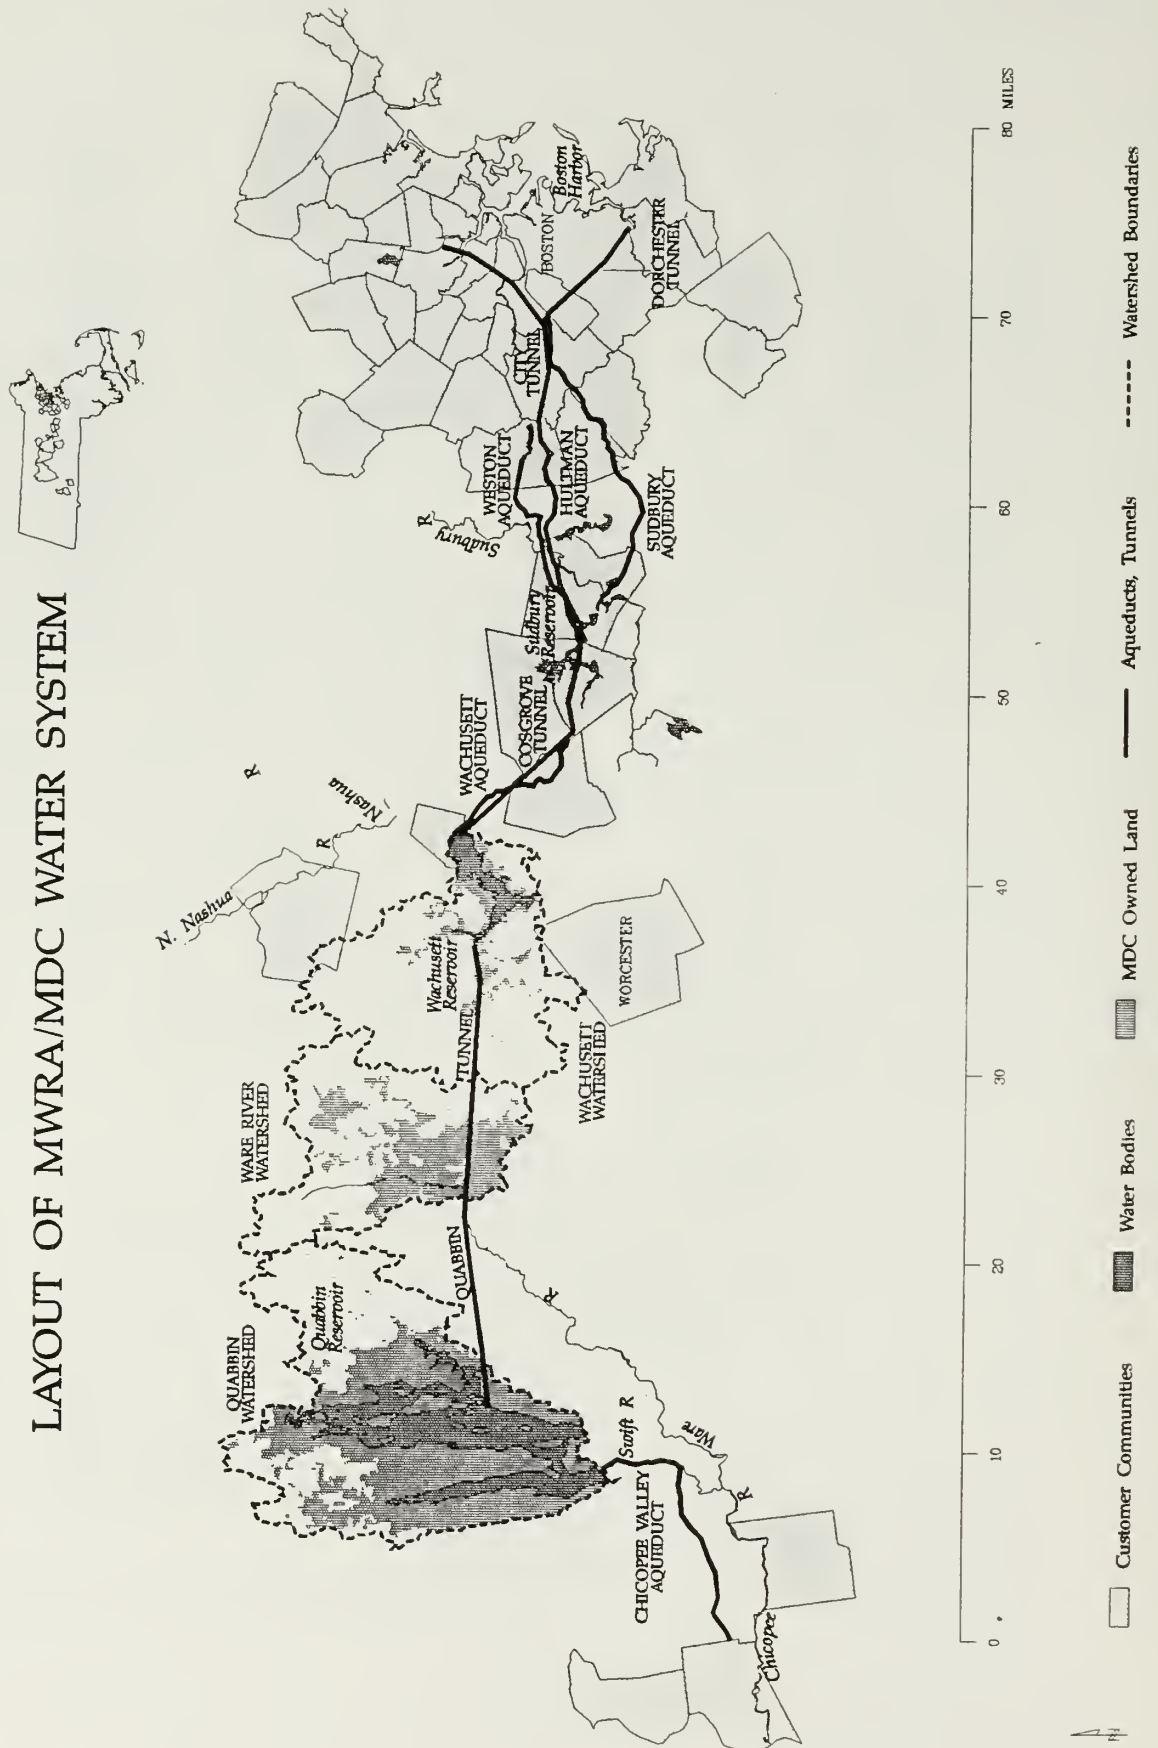 LAYOUT OF MWRA/MDC WATER SYSTEM
QUABBIN
WATERSHED
Quabbin
Reservoir
WARE RIVER
WATERSHED
N. Nashua
R
Nashua
R
QUABBIN
TUNNEL
Wachusett
Reservoir
WACHUSETT
WATERSHED
WORCESTER
WACHUSETT
AQUEDUCT
COSGROVE
TUNNEL
Sudbury
Reservoir
Sudbury
R
WESTON
AQUEDUCT
HULTMAN
AQUEDUCT
SUDBURY
AQUEDUCT
CITY
TUNNEL
BOSTON
Boston
Harbor
DORCHESTER
TUNNEL
CHICOPEE VALLEY
AQUEDUCT
Swift R
Ware
R
Chicopee
R
0
10
20
30
40
50
60
70
80 MILES
Customer Communities
Water Bodies
MDC Owned Land
Aqueducts, Tunnels
Watershed Boundaries